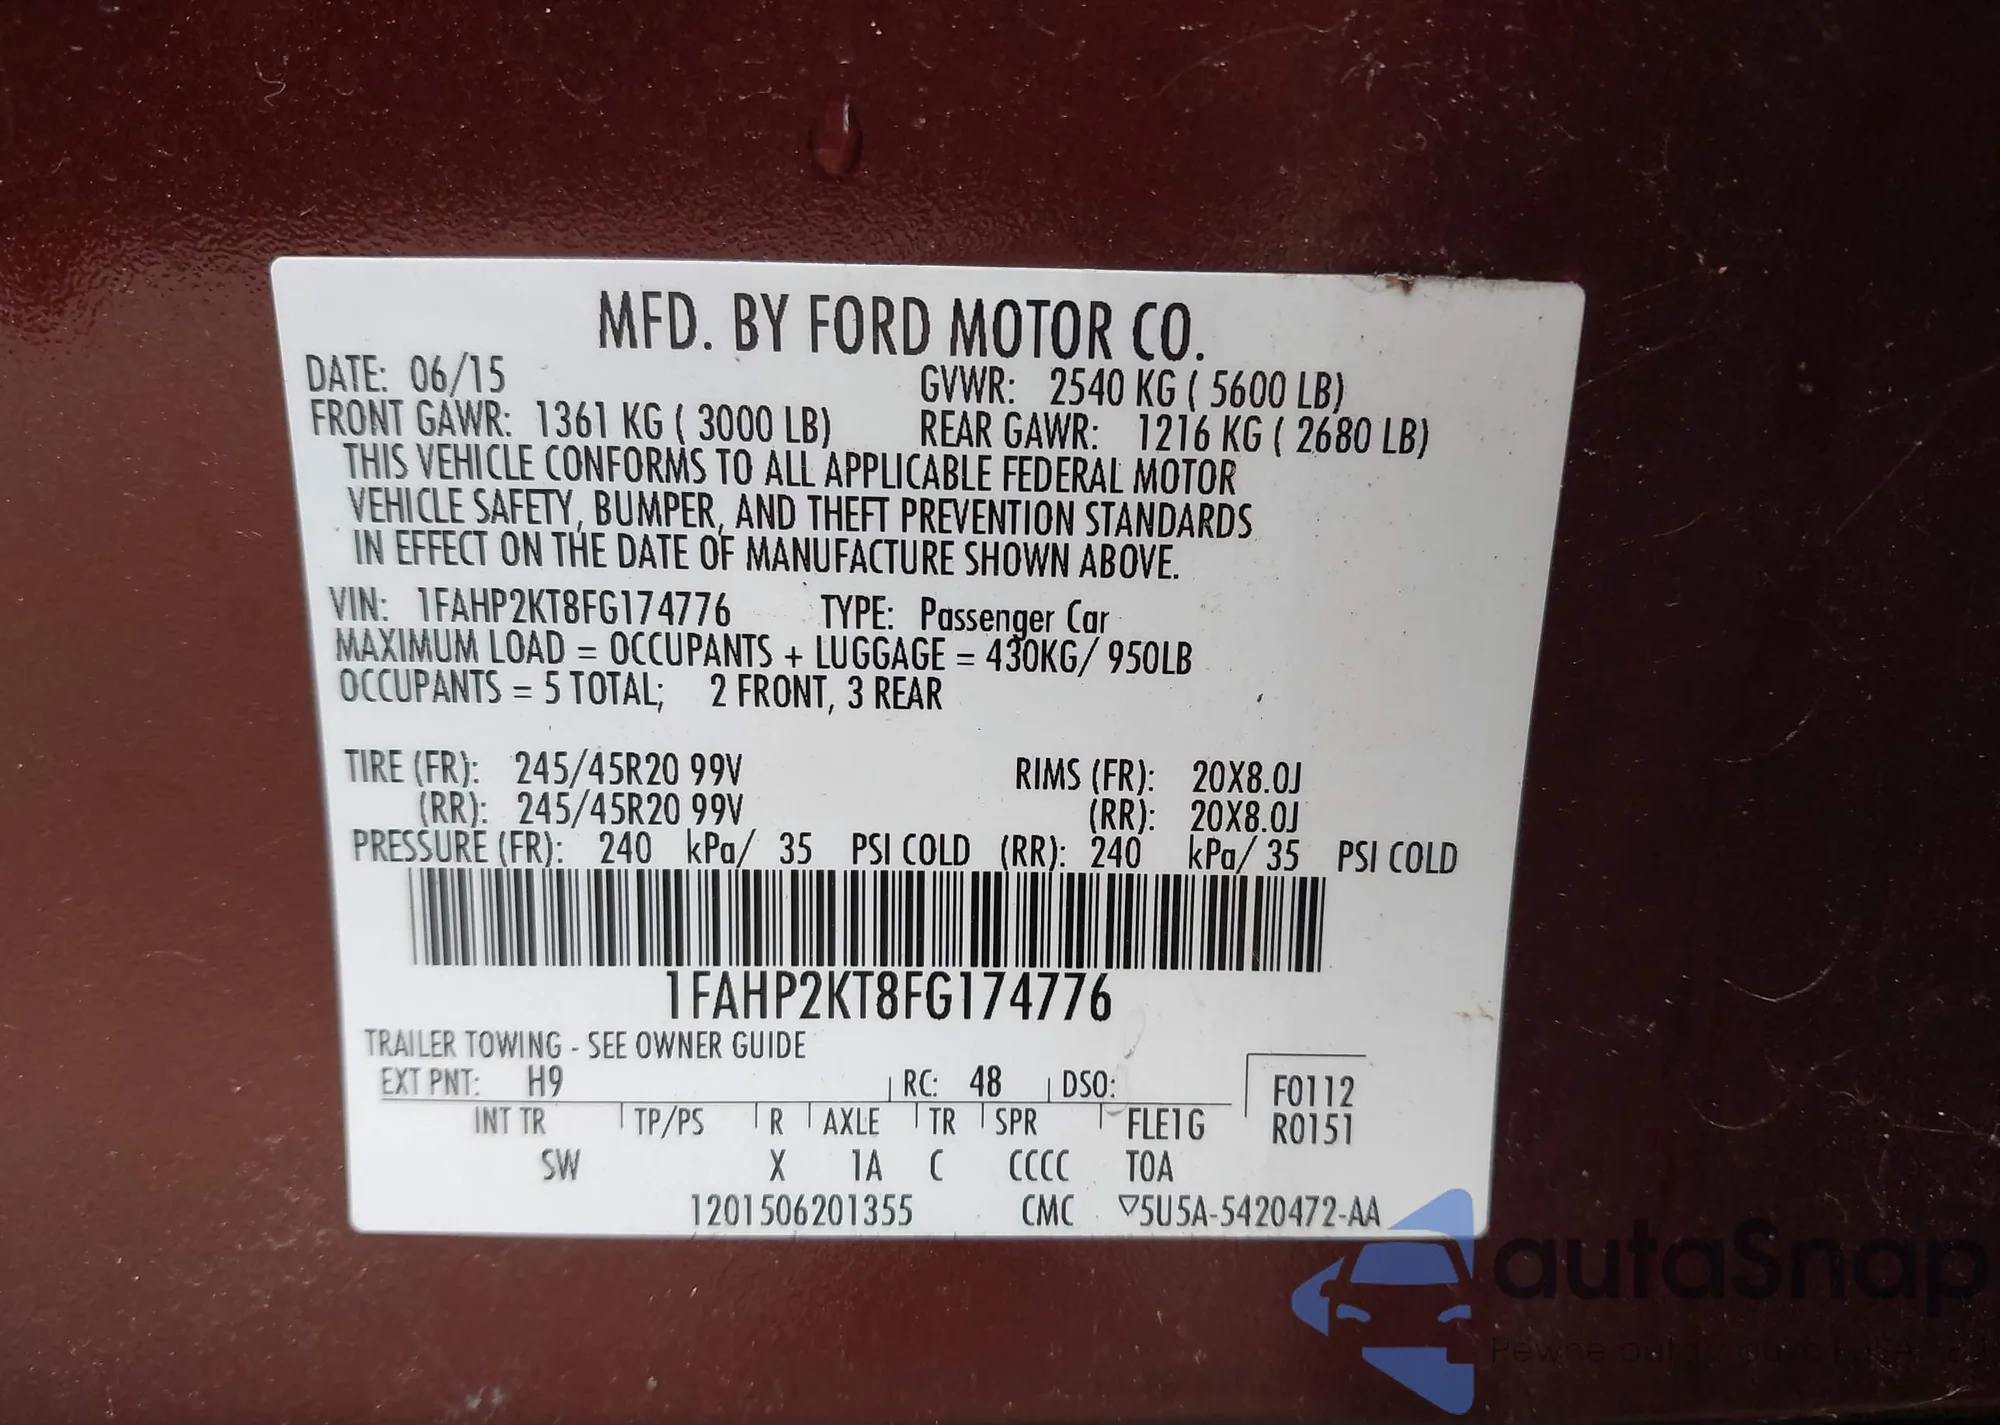 MFD. BY FORD MOTOR CO.
DATE: 06/15 GVWR: 2540 KG ( 5600 LB)
FRONT GAWR: 1361 KG ( 3000 LB) REAR GAWR: 1216 KG ( 2680 LB)
THIS VEHICLE CONFORMS TO ALL APPLICABLE FEDERAL MOTOR
VEHICLE SAFETY, BUMPER, AND THEFT PREVENTION STANDARDS
IN EFFECT ON THE DATE OF MANUFACTURE SHOWN ABOVE.
VIN: 1FAHP2KT8FG174776 TYPE: Passenger Car
MAXIMUM LOAD = OCCUPANTS + LUGGAGE = 430KG/ 950LB
OCCUPANTS = 5 TOTAL; 2 FRONT, 3 REAR
TIRE (FR): 245/45R20 99V RIMS (FR): 20X8.0J
(RR): 245/45R20 99V (RR): 20X8.0J
PRESSURE (FR): 240 kPa/ 35 PSI COLD (RR): 240 kPa/ 35 PSI COLD
1FAHP2KT8FG174776
TRAILER TOWING - SEE OWNER GUIDE
EXT PNT: H9 RC: 48 DSO: F0112
INT TR TP/PS R AXLE TR SPR FLE1G R0151
SW X 1A C CCCC TOA
1201506201355 CMC ▽5U5A-5420472-AA
autaSnap
Pewne auta